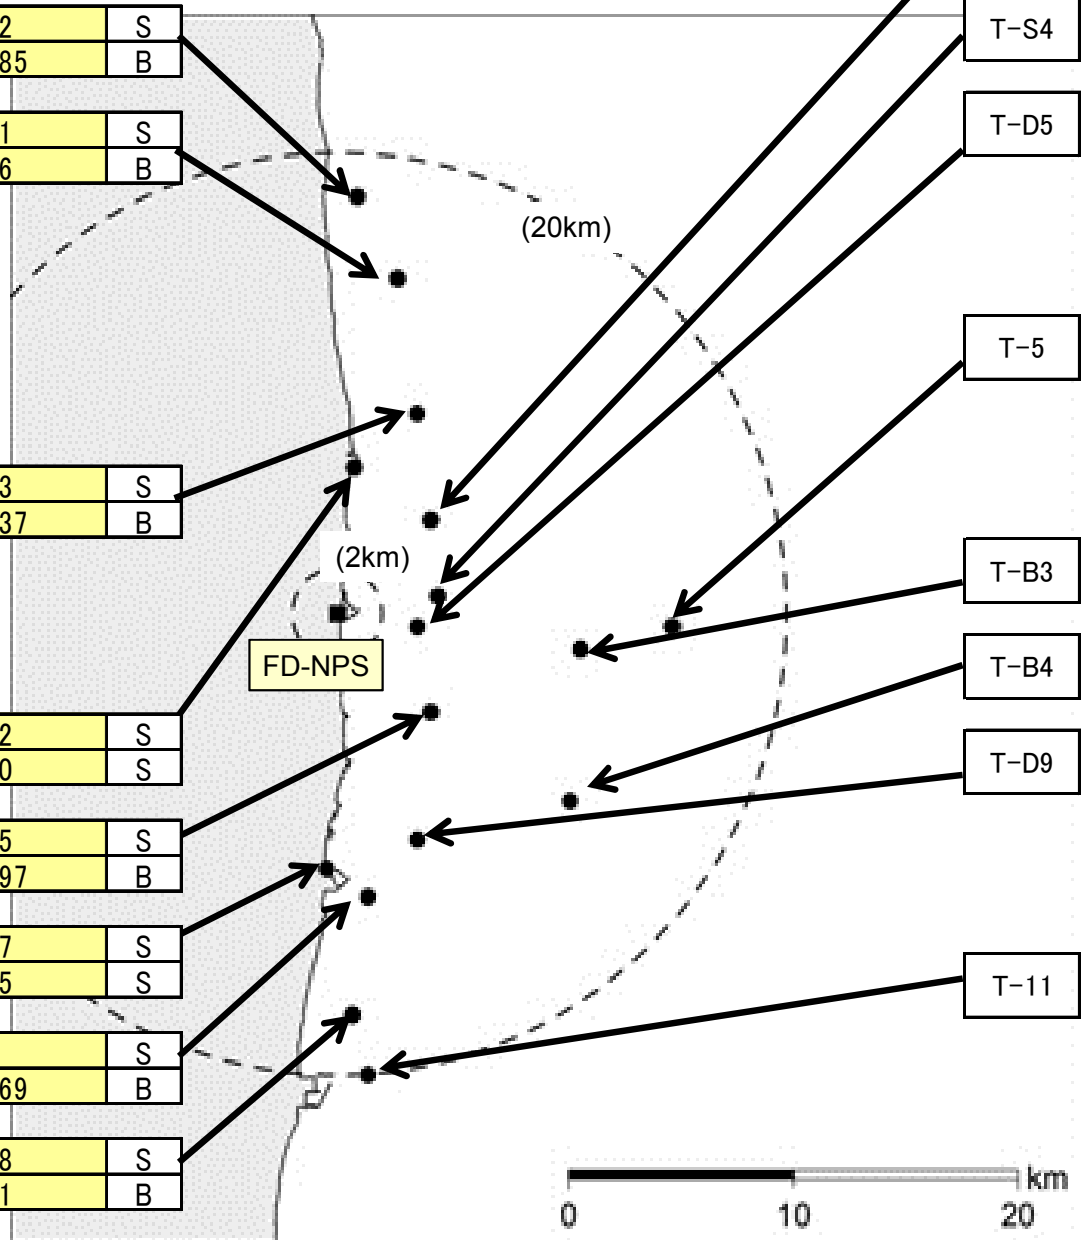 2 S
85 B
T-S4
1 S
6 B
T-D5
(20km)
T-5
3 S
37 B
(2km)
T-B3
FD-NPS
T-B4
2 S
0 S
T-D9
5 S
97 B
7 S
5 S
T-11
S
69 B
8 S
1 B
km
0 10 20